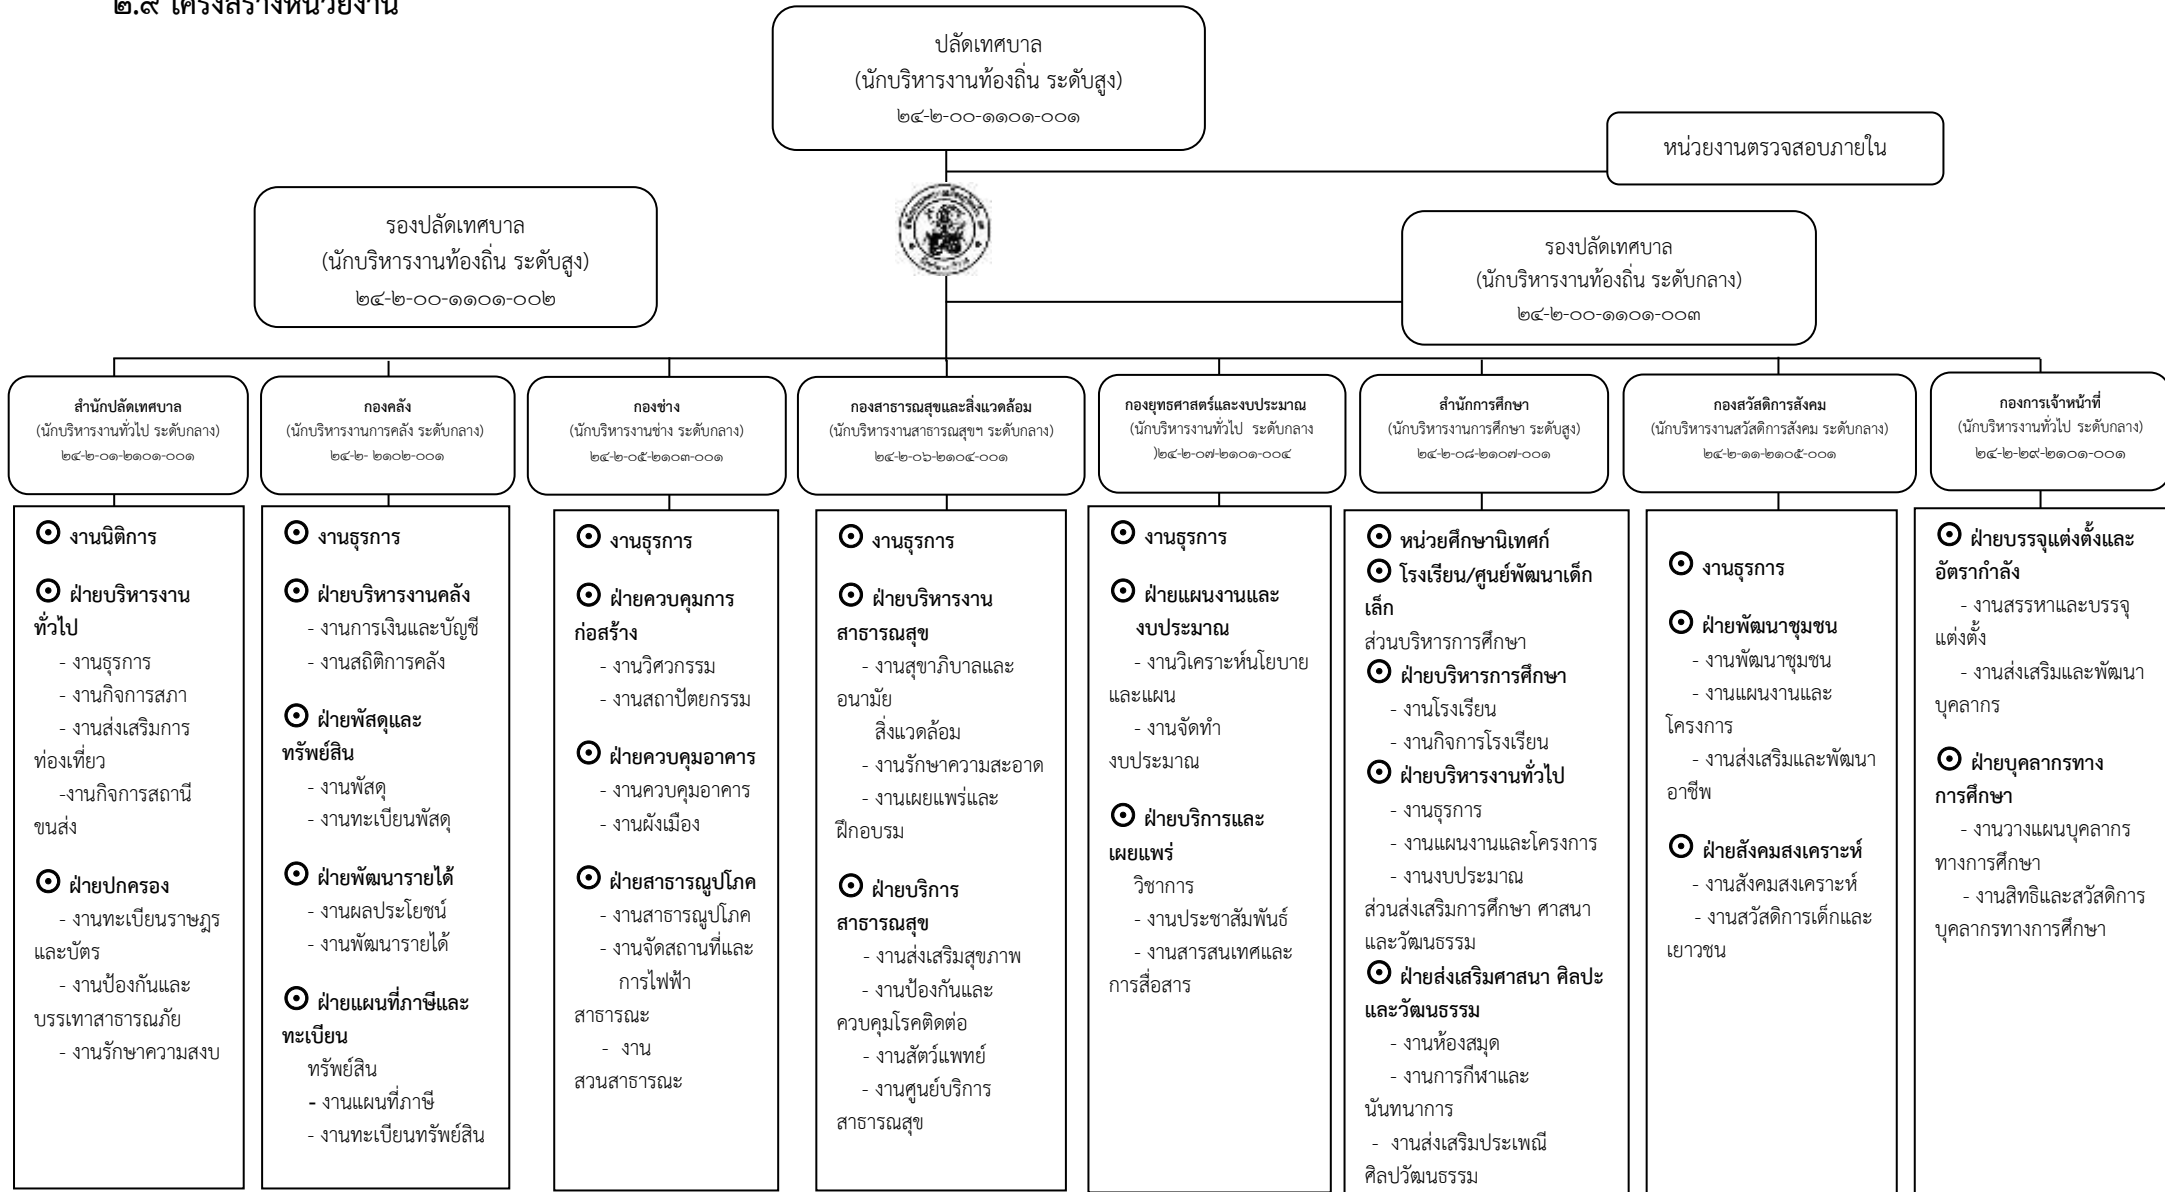 ๒.๙ โครงสร้างหน่วยงาน
ปลัดเทศบาล
(นักบริหารงานท้องถิ่น ระดับสูง)
๒๔-๒-๐๐-๑๑๐๑-๐๐๑
หน่วยงานตรวจสอบภายใน
รองปลัดเทศบาล
(นักบริหารงานท้องถิ่น ระดับสูง)
๒๔-๒-๐๐-๑๑๐๑-๐๐๒
รองปลัดเทศบาล
(นักบริหารงานท้องถิ่น ระดับกลาง)
๒๔-๒-๐๐-๑๑๐๑-๐๐๓
สำนักปลัดเทศบาล
(นักบริหารงานทั่วไป ระดับกลาง)
๒๔-๒-๐๑-๒๑๐๑-๐๐๑
กองคลัง
(นักบริหารงานการคลัง ระดับกลาง)
๒๔-๒- ๒๑๐๒-๐๐๑
กองช่าง
(นักบริหารงานช่าง ระดับกลาง)
๒๔-๒-๐๕-๒๑๐๓-๐๐๑
กองสาธารณสุขและสิ่งแวดล้อม
(นักบริหารงานสาธารณสุขฯ ระดับกลาง)
๒๔-๒-๐๖-๒๑๐๔-๐๐๑
กองยุทธศาสตร์และงบประมาณ
(นักบริหารงานทั่วไป ระดับกลาง
)๒๔-๒-๐๗-๒๑๐๑-๐๐๔
สำนักการศึกษา
(นักบริหารงานการศึกษา ระดับสูง)
๒๔-๒-๐๘-๒๑๐๗-๐๐๑
กองสวัสดิการสังคม
(นักบริหารงานสวัสดิการสังคม ระดับกลาง)
๒๔-๒-๑๑-๒๑๐๕-๐๐๑
กองการเจ้าหน้าที่
(นักบริหารงานทั่วไป ระดับกลาง)
๒๔-๒-๒๙-๒๑๐๑-๐๐๑
งานนิติการ
ฝ่ายบริหารงาน
ทั่วไป
- งานธุรการ
- งานกิจการสภา
- งานส่งเสริมการ
ท่องเที่ยว
-งานกิจการสถานี
ขนส่ง
ฝ่ายปกครอง
- งานทะเบียนราษฎร
และบัตร
- งานป้องกันและ
บรรเทาสาธารณภัย
- งานรักษาความสงบ
งานธุรการ
ฝ่ายบริหารงานคลัง
- งานการเงินและบัญชี
- งานสถิติการคลัง
ฝ่ายพัสดุและ
ทรัพย์สิน
- งานพัสดุ
- งานทะเบียนพัสดุ
ฝ่ายพัฒนารายได้
- งานผลประโยชน์
- งานพัฒนารายได้
ฝ่ายแผนที่ภาษีและ
ทะเบียน
ทรัพย์สิน
- งานแผนที่ภาษี
- งานทะเบียนทรัพย์สิน
งานธุรการ
ฝ่ายควบคุมการ
ก่อสร้าง
- งานวิศวกรรม
- งานสถาปัตยกรรม
ฝ่ายควบคุมอาคาร
- งานควบคุมอาคาร
- งานผังเมือง
ฝ่ายสาธารณูปโภค
- งานสาธารณูปโภค
- งานจัดสถานที่และ
การไฟฟ้า
สาธารณะ
- งาน
สวนสาธารณะ
งานธุรการ
ฝ่ายบริหารงาน
สาธารณสุข
- งานสุขาภิบาลและ
อนามัย
สิ่งแวดล้อม
- งานรักษาความสะอาด
- งานเผยแพร่และ
ฝึกอบรม
ฝ่ายบริการ
สาธารณสุข
- งานส่งเสริมสุขภาพ
- งานป้องกันและ
ควบคุมโรคติดต่อ
- งานสัตว์แพทย์
- งานศูนย์บริการ
สาธารณสุข
งานธุรการ
ฝ่ายแผนงานและ
งบประมาณ
- งานวิเคราะห์นโยบาย
และแผน
- งานจัดทำ
งบประมาณ
ฝ่ายบริการและ
เผยแพร่
วิชาการ
- งานประชาสัมพันธ์
- งานสารสนเทศและ
การสื่อสาร
หน่วยศึกษานิเทศก์
โรงเรียน/ศูนย์พัฒนาเด็ก
เล็ก
ส่วนบริหารการศึกษา
ฝ่ายบริหารการศึกษา
- งานโรงเรียน
- งานกิจการโรงเรียน
ฝ่ายบริหารงานทั่วไป
- งานธุรการ
- งานแผนงานและโครงการ
- งานงบประมาณ
ส่วนส่งเสริมการศึกษา ศาสนา
และวัฒนธรรม
ฝ่ายส่งเสริมศาสนา ศิลปะ
และวัฒนธรรม
- งานห้องสมุด
- งานการกีฬาและ
นันทนาการ
- งานส่งเสริมประเพณี
ศิลปวัฒนธรรม
งานธุรการ
ฝ่ายพัฒนาชุมชน
- งานพัฒนาชุมชน
- งานแผนงานและ
โครงการ
- งานส่งเสริมและพัฒนา
อาชีพ
ฝ่ายสังคมสงเคราะห์
- งานสังคมสงเคราะห์
- งานสวัสดิการเด็กและ
เยาวชน
ฝ่ายบรรจุแต่งตั้งและ
อัตรากำลัง
- งานสรรหาและบรรจุ
แต่งตั้ง
- งานส่งเสริมและพัฒนา
บุคลากร
ฝ่ายบุคลากรทาง
การศึกษา
- งานวางแผนบุคลากร
ทางการศึกษา
- งานสิทธิและสวัสดิการ
บุคลากรทางการศึกษา